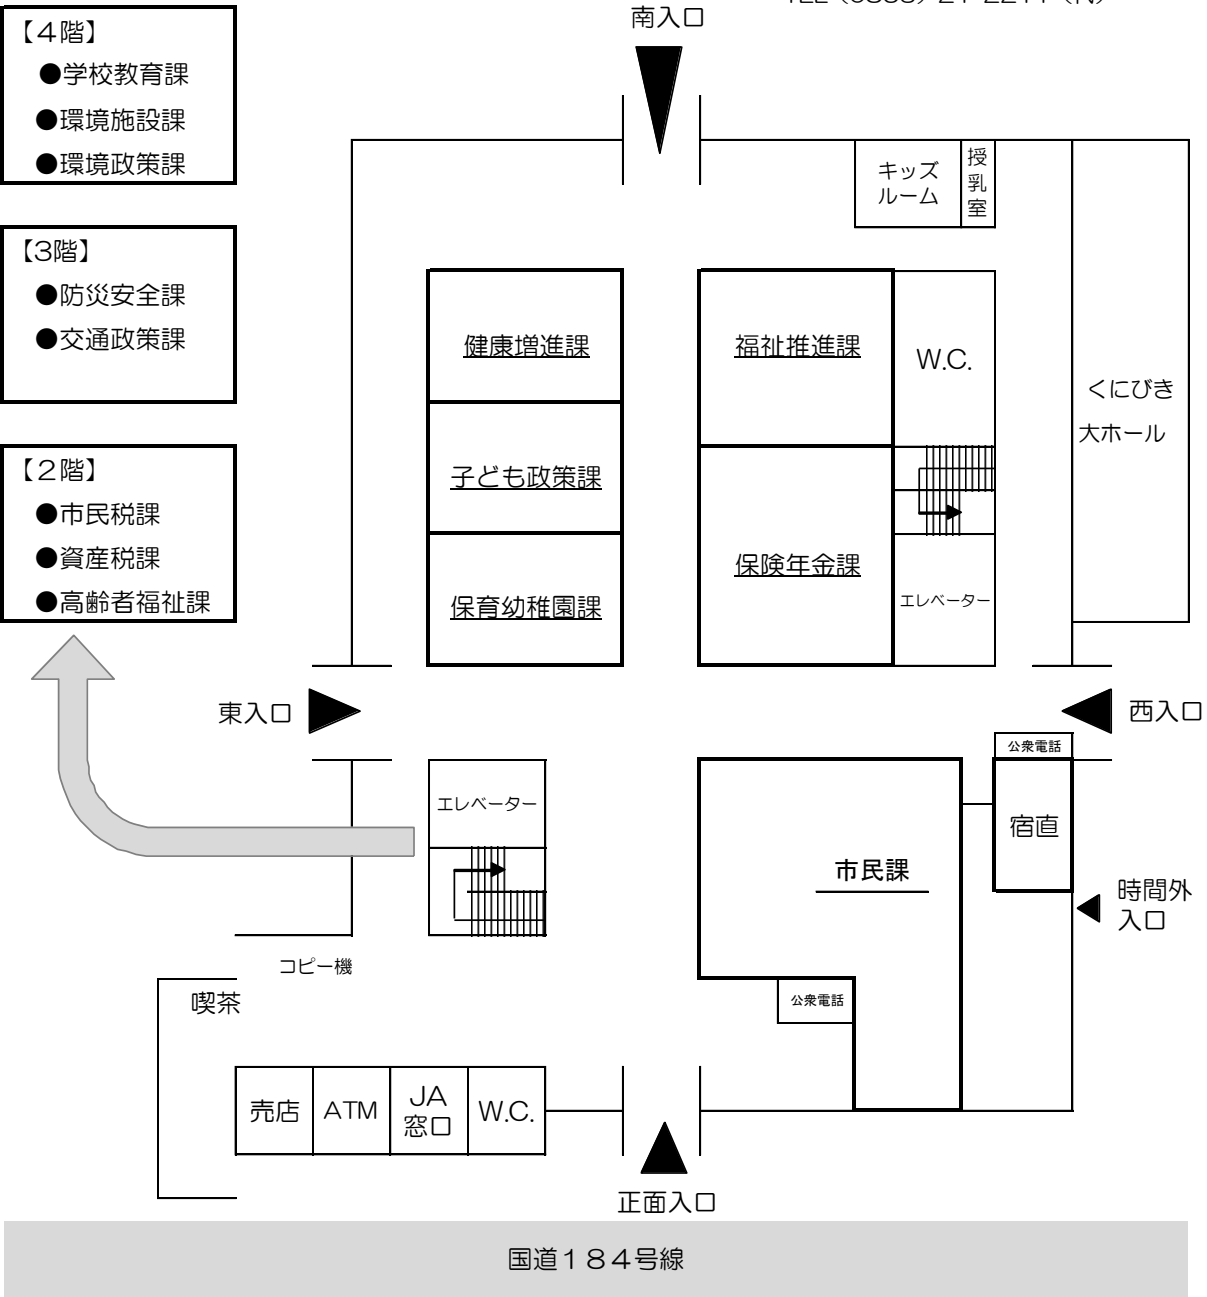 南入口
【４階】
●学校教育課
●環境施設課
●環境政策課
【3階】
●防災安全課
●交通政策課
【２階】
●市民税課
●資産税課
●高齢者福祉課
キッズ
ルーム
授
乳
室
健康増進課
福祉推進課
W.C.
くにびき
大ホール
子ども政策課
保険年金課
保育幼稚園課
エレベーター
東入口
西入口
公衆電話
エレベーター
宿直
市民課
時間外
入口
コピー機
喫茶
公衆電話
売店
ATM
JA
窓口
W.C.
正面入口
国道１８４号線